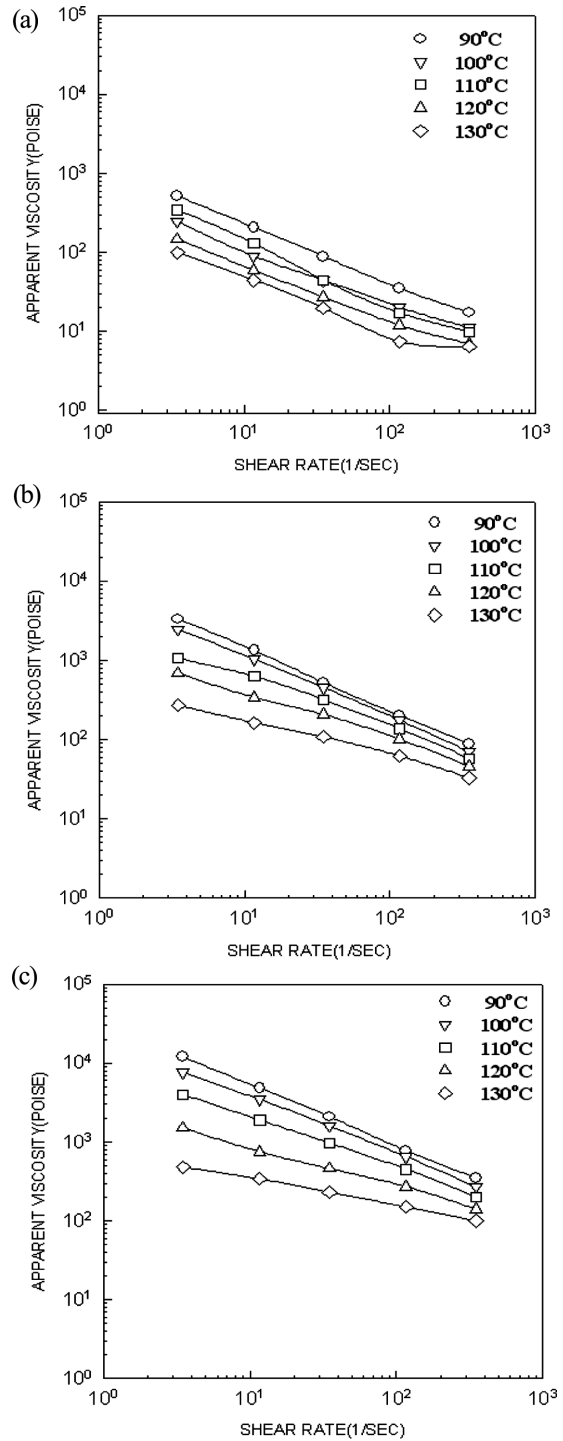 (a)
10⁵
10⁴
10³
10²
10¹
10⁰
APPARENT VISCOSITY(POISE)
90°C
100°C
110°C
120°C
130°C
10⁰ 10¹ 10² 10³
SHEAR RATE(1/SEC)
(b)
10⁵
10⁴
10³
10²
10¹
10⁰
APPARENT VISCOSITY(POISE)
90°C
100°C
110°C
120°C
130°C
10⁰ 10¹ 10² 10³
SHEAR RATE(1/SEC)
(c)
10⁵
10⁴
10³
10²
10¹
10⁰
APPARENT VISCOSITY(POISE)
90°C
100°C
110°C
120°C
130°C
10⁰ 10¹ 10² 10³
SHEAR RATE(1/SEC)